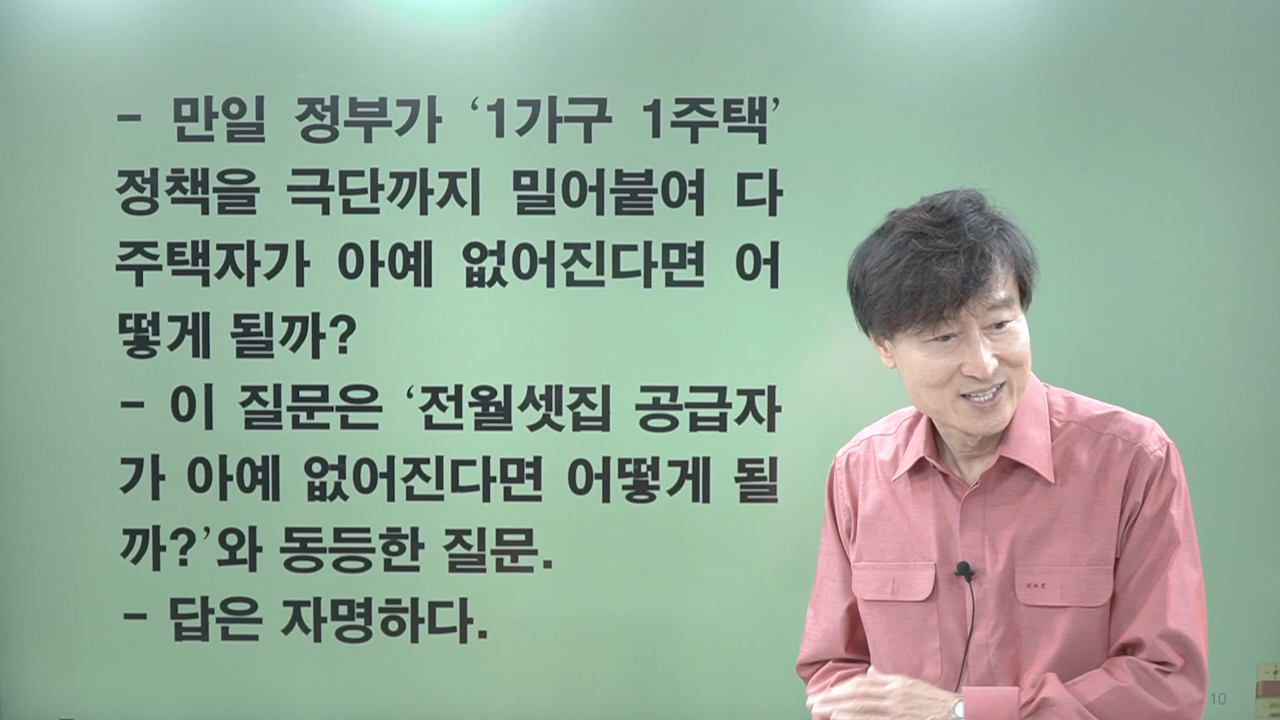 - 만일 정부가 ‘1가구 1주택’
정책을 극단까지 밀어붙여 다
주택자가 아예 없어진다면 어
떻게 될까?
- 이 질문은 ‘전월셋집 공급자
가 아예 없어진다면 어떻게 될
까?’와 동등한 질문.
- 답은 자명하다.
10